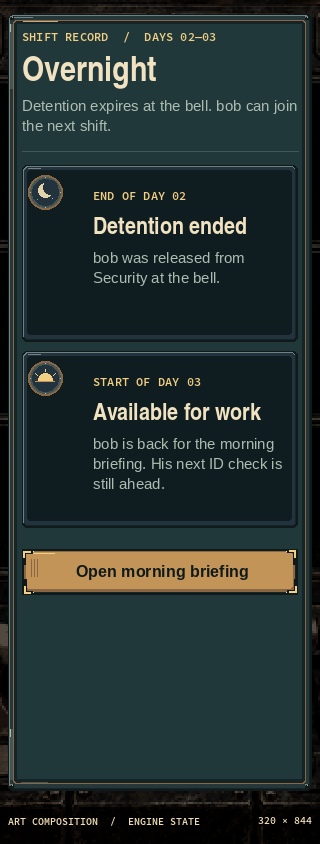 SHIFT RECORD / DAYS 02—03
Overnight
Detention expires at the bell. bob can join
the next shift.
END OF DAY 02
Detention ended
bob was released from
Security at the bell.
START OF DAY 03
Available for work
bob is back for the morning
briefing. His next ID check is
still ahead.
Open morning briefing
ART COMPOSITION / ENGINE STATE
320 × 844